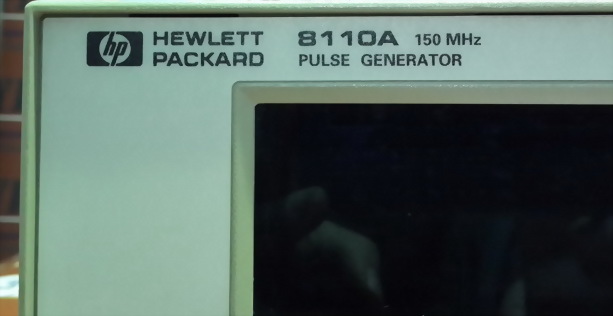 hp HEWLETT PACKARD
8110A 150 MHz
PULSE GENERATOR